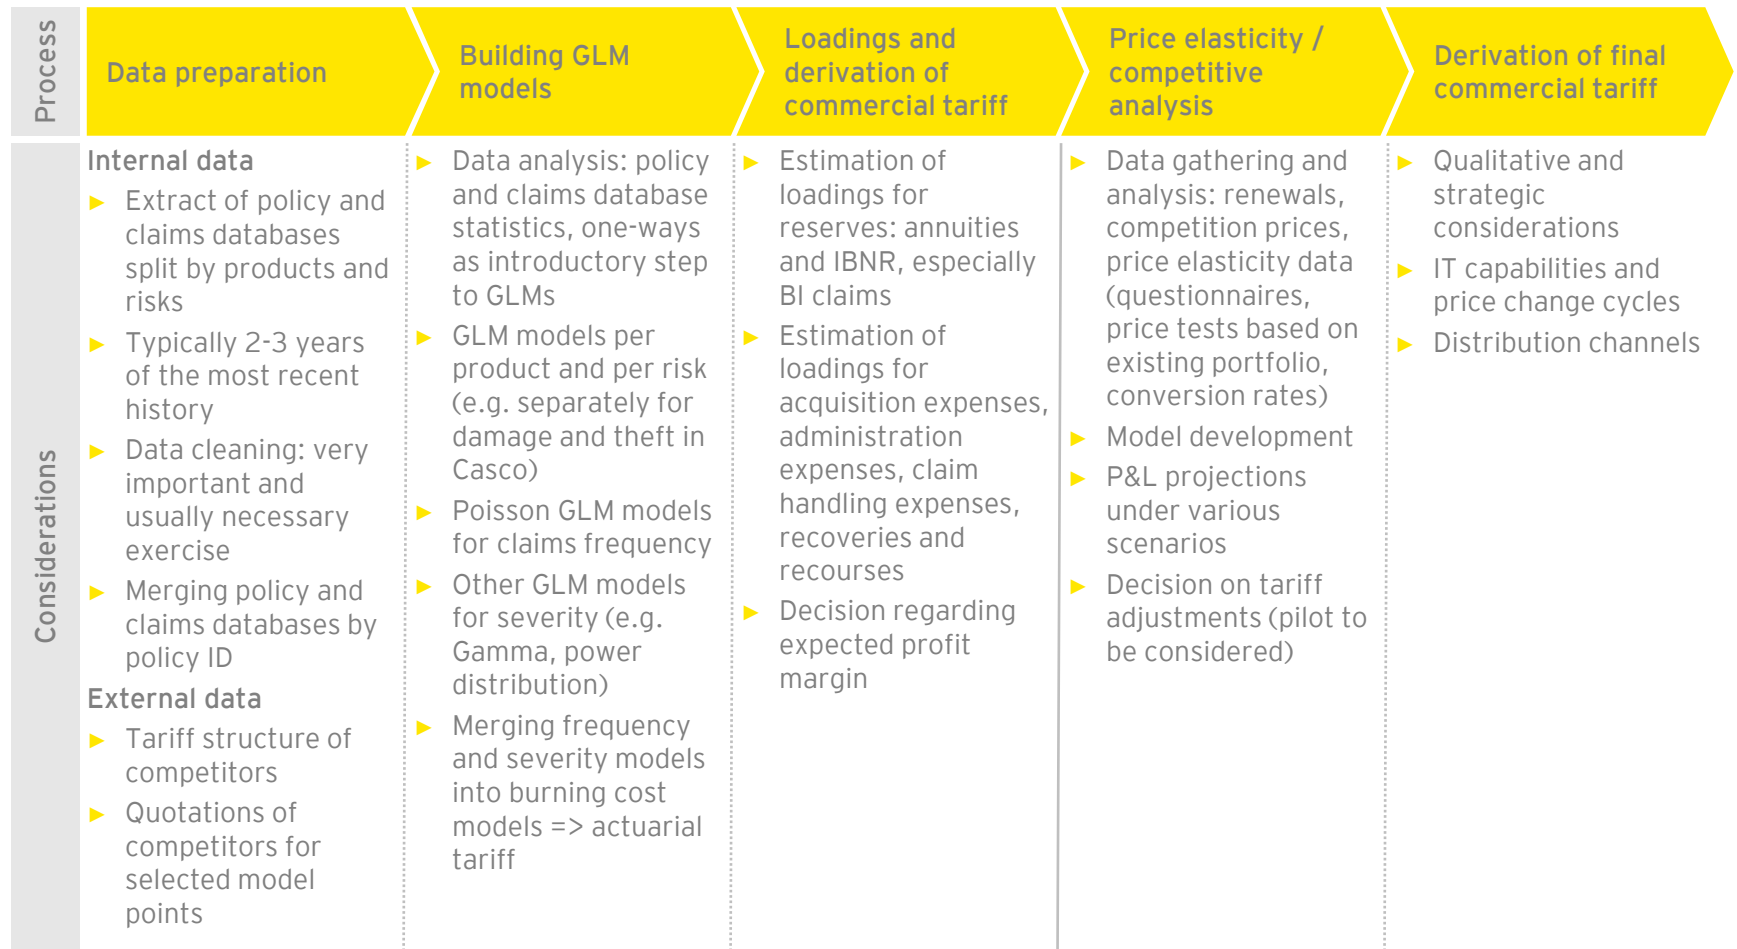 Process
Data preparation
Building GLM
models
Loadings and
derivation of
commercial tariff
Price elasticity /
competitive
analysis
Derivation of final
commercial tariff
Considerations
Internal data
► Extract of policy and
claims databases
split by products and
risks
► Typically 2-3 years
of the most recent
history
► Data cleaning: very
important and
usually necessary
exercise
► Merging policy and
claims databases by
policy ID
External data
► Tariff structure of
competitors
► Quotations of
competitors for
selected model
points
► Data analysis: policy
and claims database
statistics, one-ways
as introductory step
to GLMs
► GLM models per
product and per risk
(e.g. separately for
damage and theft in
Casco)
► Poisson GLM models
for claims frequency
► Other GLM models
for severity (e.g.
Gamma, power
distribution)
► Merging frequency
and severity models
into burning cost
models => actuarial
tariff
► Estimation of
loadings for
reserves: annuities
and IBNR, especially
BI claims
► Estimation of
loadings for
acquisition expenses,
administration
expenses, claim
handling expenses,
recoveries and
recourses
► Decision regarding
expected profit
margin
► Data gathering and
analysis: renewals,
competition prices,
price elasticity data
(questionnaires,
price tests based on
existing portfolio,
conversion rates)
► Model development
► P&L projections
under various
scenarios
► Decision on tariff
adjustments (pilot to
be considered)
► Qualitative and
strategic
considerations
► IT capabilities and
price change cycles
► Distribution channels